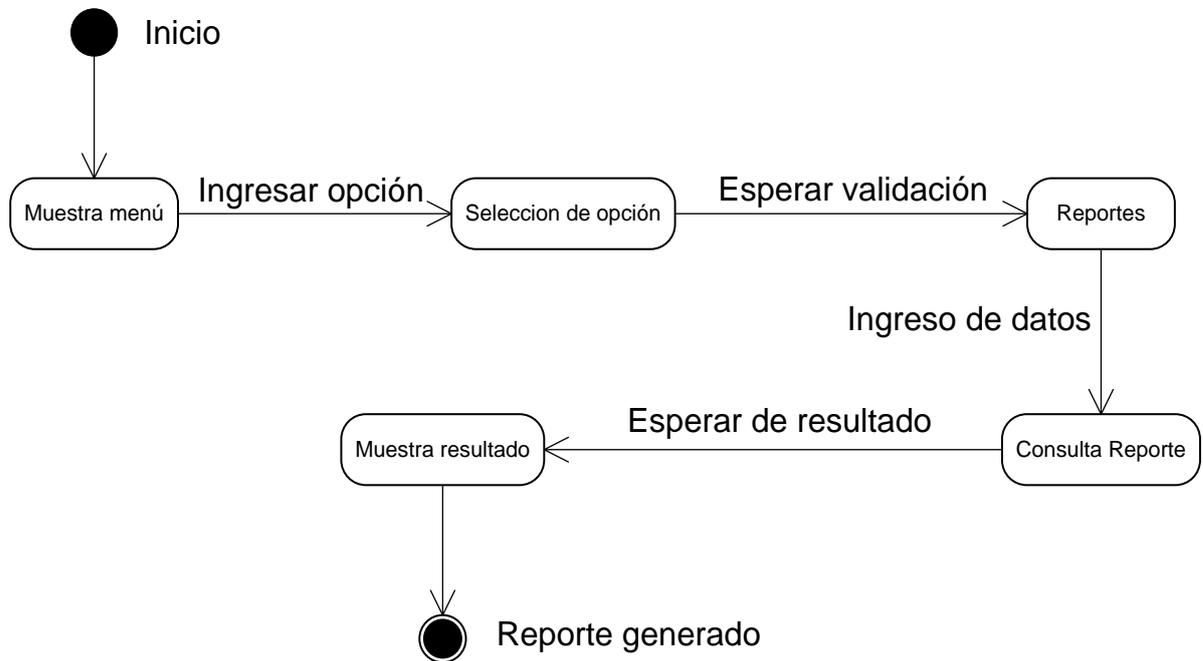 Inicio
Muestra menú
Ingresar opción
Seleccion de opción
Esperar validación
Reportes
Ingreso de datos
Consulta Reporte
Esperar de resultado
Muestra resultado
Reporte generado